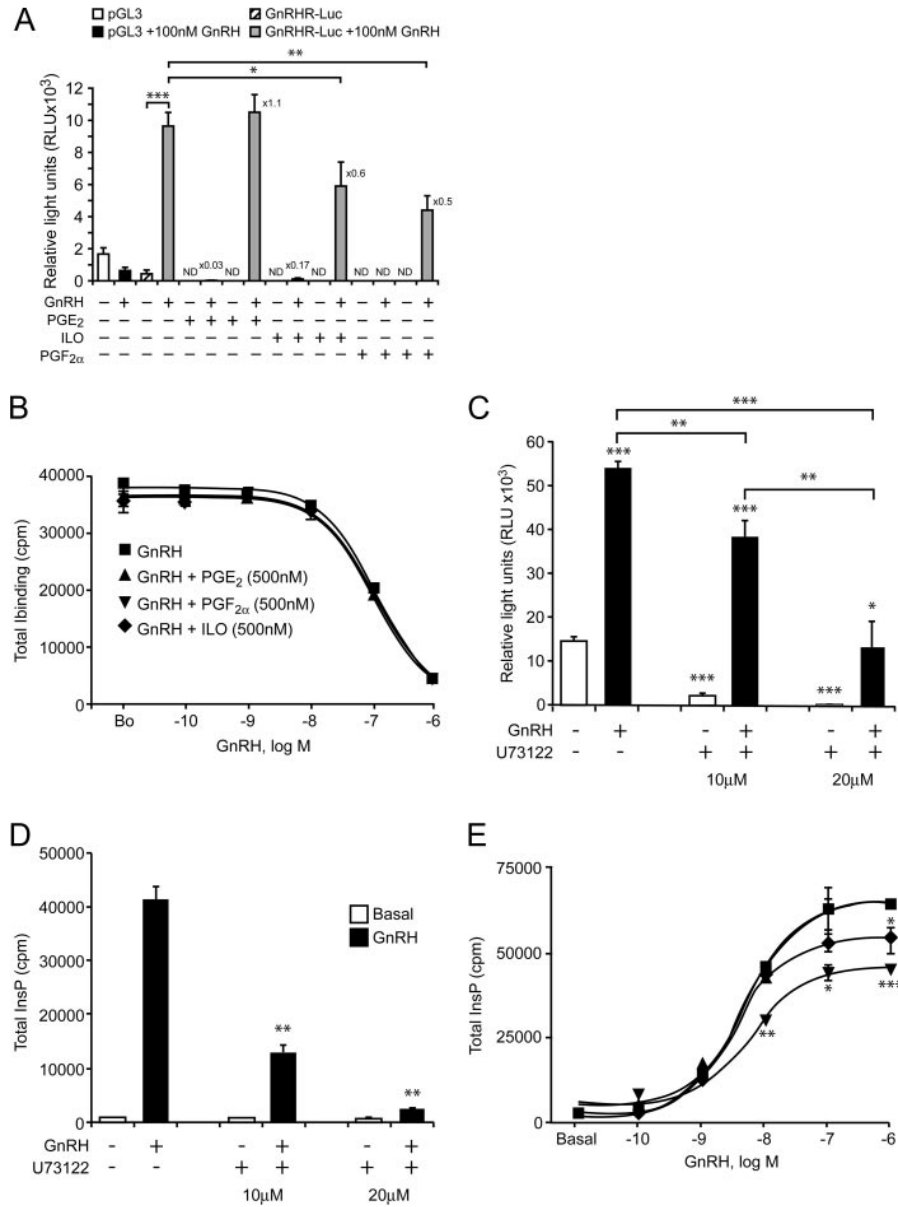 A
pGL3
GnRHR-Luc
pGL3 +100nM GnRH
GnRHR-Luc +100nM GnRH
**
*
***
Relative light units (RLUx10³)
12
10
8
6
4
2
0
x1.1
x0.6
x0.5
ND x0.03 ND
ND x0.17 ND
ND ND ND
GnRH – + – + – + – + – + – + – + – +
PGE₂ – – – – + + + + – – – – – – – –
ILO – – – – – – – – + + + + – – – –
PGF₂α – – – – – – – – – – – – + + + +
B
Total Ibinding (cpm)
40000
30000
20000
10000
0
GnRH
GnRH + PGE₂ (500nM)
GnRH + PGF₂α (500nM)
GnRH + ILO (500nM)
Bo -10 -9 -8 -7 -6
GnRH, log M
C
***
**
**
*** *** *** *** *
Relative light units (RLU x10³)
60
50
40
30
20
10
0
GnRH - + - + - +
U73122 - - + + + +
10µM 20µM
D
Total InsP (cpm)
50000
40000
30000
20000
10000
0
Basal
GnRH
**
**
GnRH - + - + - +
U73122 - - + + + +
10µM 20µM
E
Total InsP (cpm)
75000
50000
25000
0
*
** * ***
Basal -10 -9 -8 -7 -6
GnRH, log M